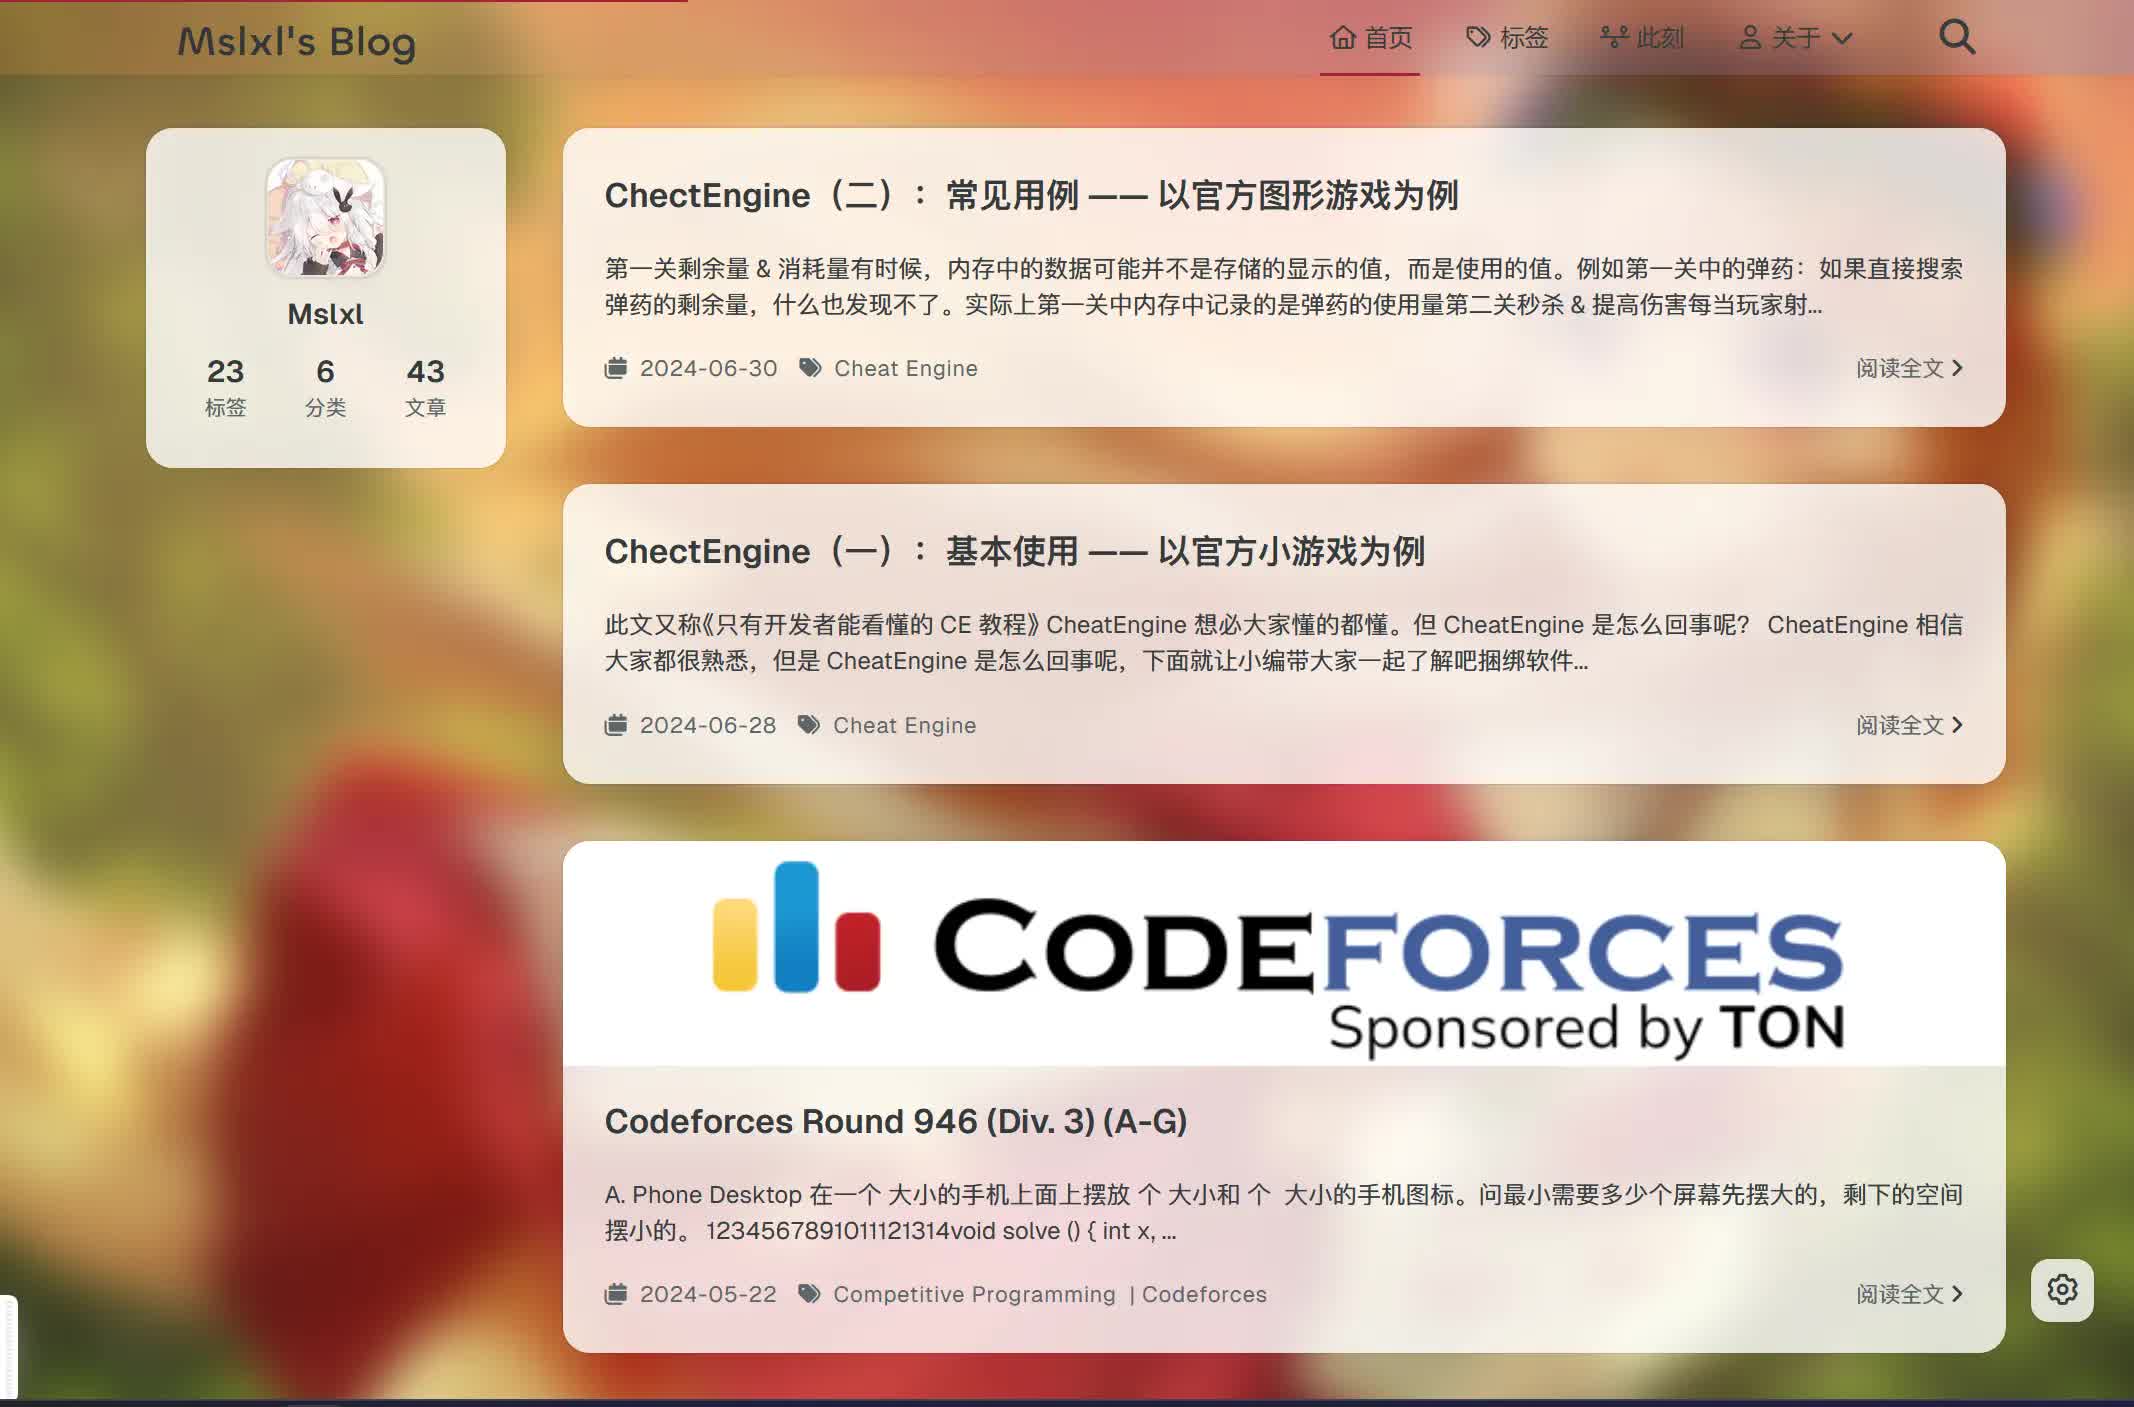 Mslxl's Blog
首页
标签
此刻
关于
Mslxl
23 6 43
标签 分类 文章
ChectEngine（二）：常见用例 —— 以官方图形游戏为例
第一关剩余量 & 消耗量有时候，内存中的数据可能并不是存储的显示的值，而是使用的值。例如第一关中的弹药：如果直接搜索
弹药的剩余量，什么也发现不了。实际上第一关中内存中记录的是弹药的使用量第二关秒杀 & 提高伤害每当玩家射...
2024-06-30 Cheat Engine 阅读全文
ChectEngine（一）：基本使用 —— 以官方小游戏为例
此文又称《只有开发者能看懂的 CE 教程》 CheatEngine 想必大家懂的都懂。但 CheatEngine 是怎么回事呢？ CheatEngine 相信
大家都很熟悉，但是 CheatEngine 是怎么回事呢，下面就让小编带大家一起了解吧捆绑软件...
2024-06-28 Cheat Engine 阅读全文
CODEFORCES
Sponsored by TON
Codeforces Round 946 (Div. 3) (A-G)
A. Phone Desktop 在一个 大小的手机上面上摆放 个 大小和 个 大小的手机图标。问最小需要多少个屏幕先摆大的，剩下的空间
摆小的。 1234567891011121314void solve () { int x, ...
2024-05-22 Competitive Programming | Codeforces 阅读全文